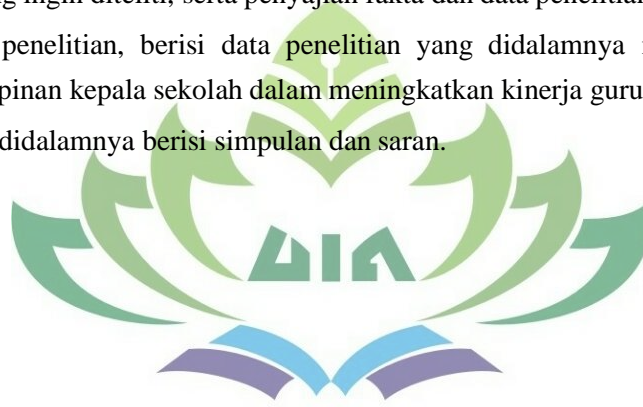 ng ingin diteliti, serta penyajian fakta dan data penelitian
penelitian, berisi data penelitian yang didalamnya
pinan kepala sekolah dalam meningkatkan kinerja guru
didalamnya berisi simpulan dan saran.
UIN